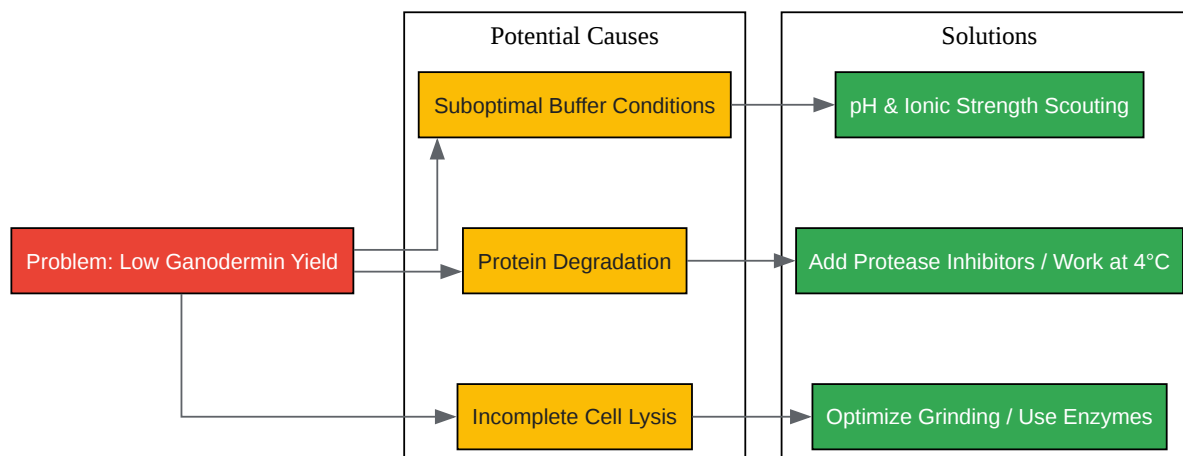 Potential Causes
Solutions
Suboptimal Buffer Conditions
pH & Ionic Strength Scouting
Problem: Low Ganodermin Yield
Protein Degradation
Add Protease Inhibitors / Work at 4°C
Incomplete Cell Lysis
Optimize Grinding / Use Enzymes